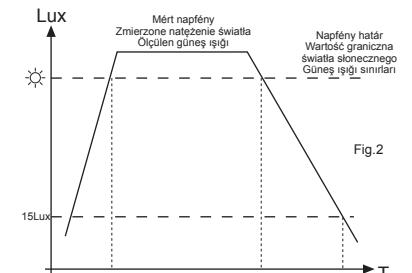 Lux
Mért napfény
Zmierzone natężenie światła
Ölçülen güneş ışığı
Napfény határ
Wartość graniczna
światła słonecznego
Güneş ışığı sınırları
Fig.2
15Lux
T